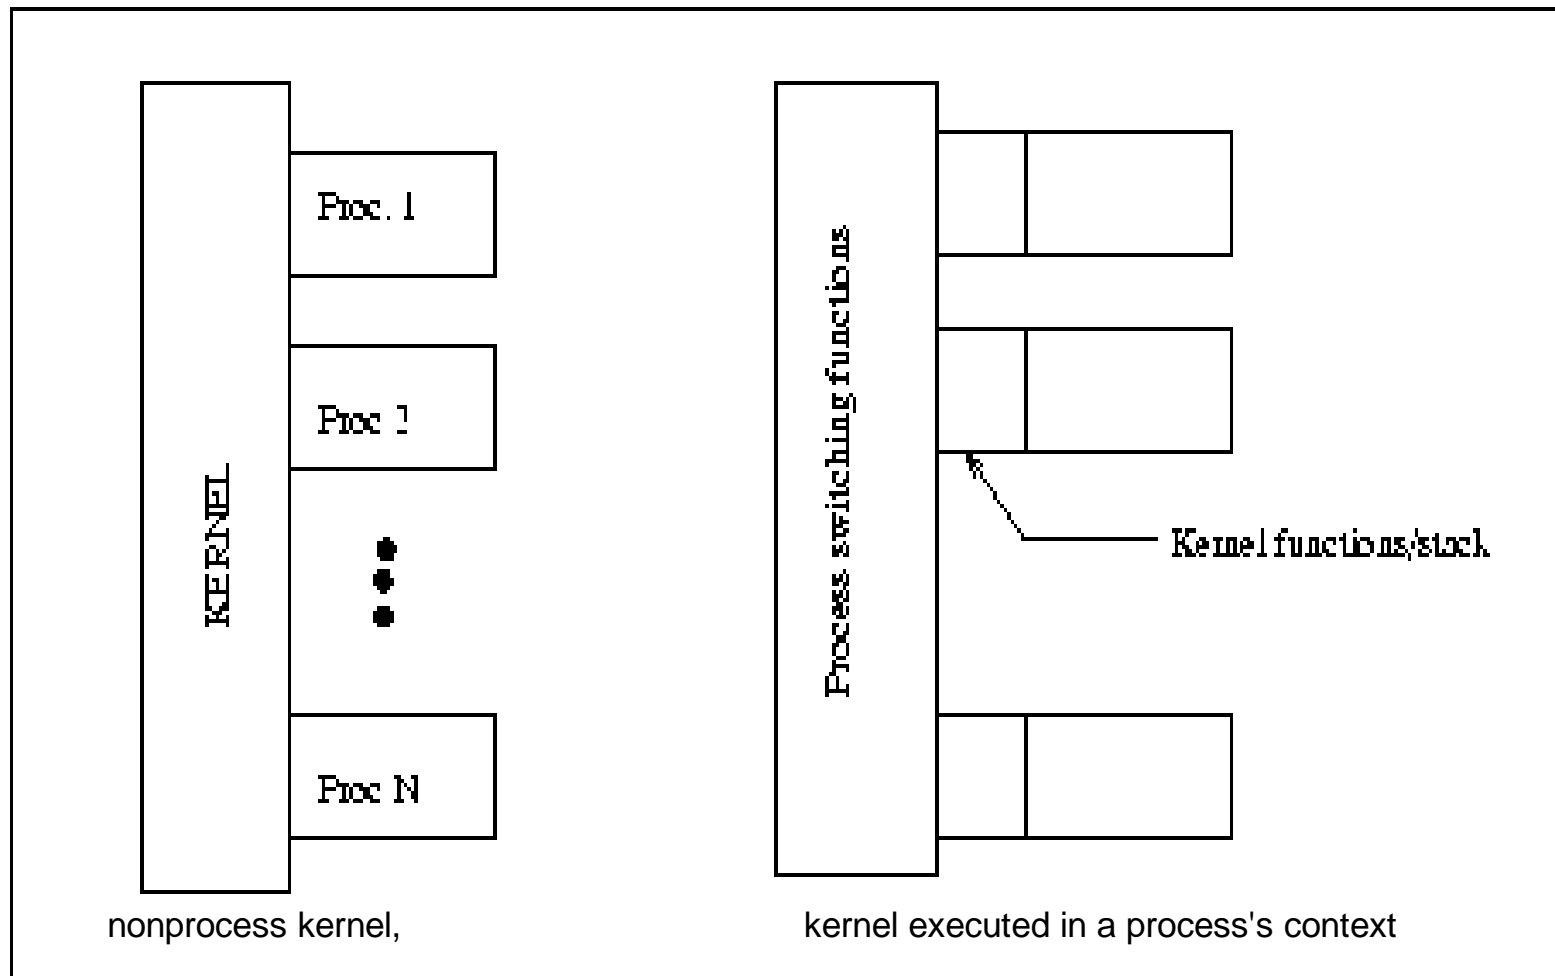 KERNEL
Proc. 1
Proc 2
Proc N
nonprocess kernel,
Process switching functions
Kernel functions/stack
kernel executed in a process's context